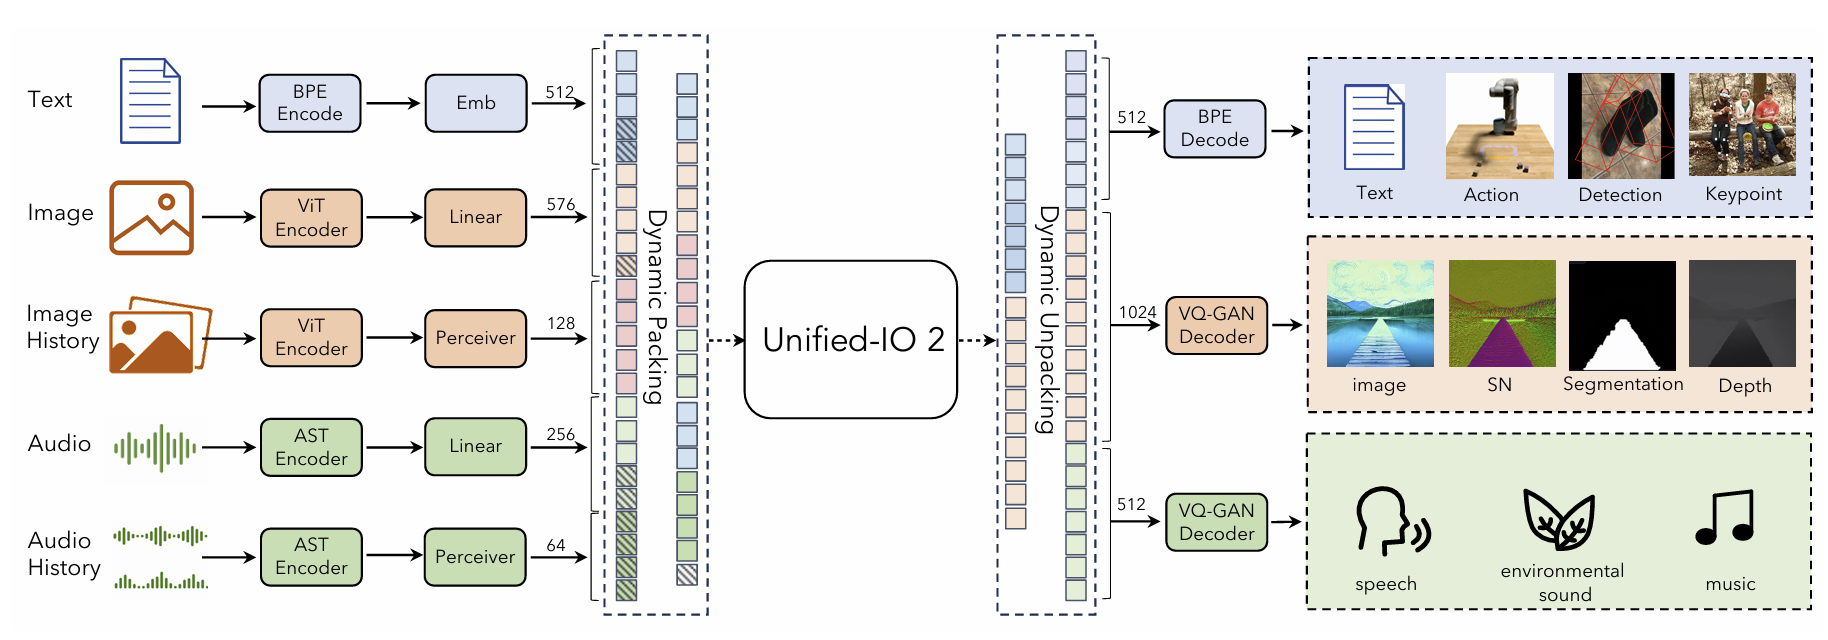 Text
BPE
Encode
Emb
512
Image
ViT
Encoder
Linear
576
Image
History
ViT
Encoder
Perceiver
128
Audio
AST
Encoder
Linear
256
Audio
History
AST
Encoder
Perceiver
64
Dynamic Packing
Unified-IO 2
Dynamic Unpacking
512
BPE
Decode
Text
Action
Detection
Keypoint
1024
VQ-GAN
Decoder
image
SN
Segmentation
Depth
512
VQ-GAN
Decoder
speech
environmental
sound
music